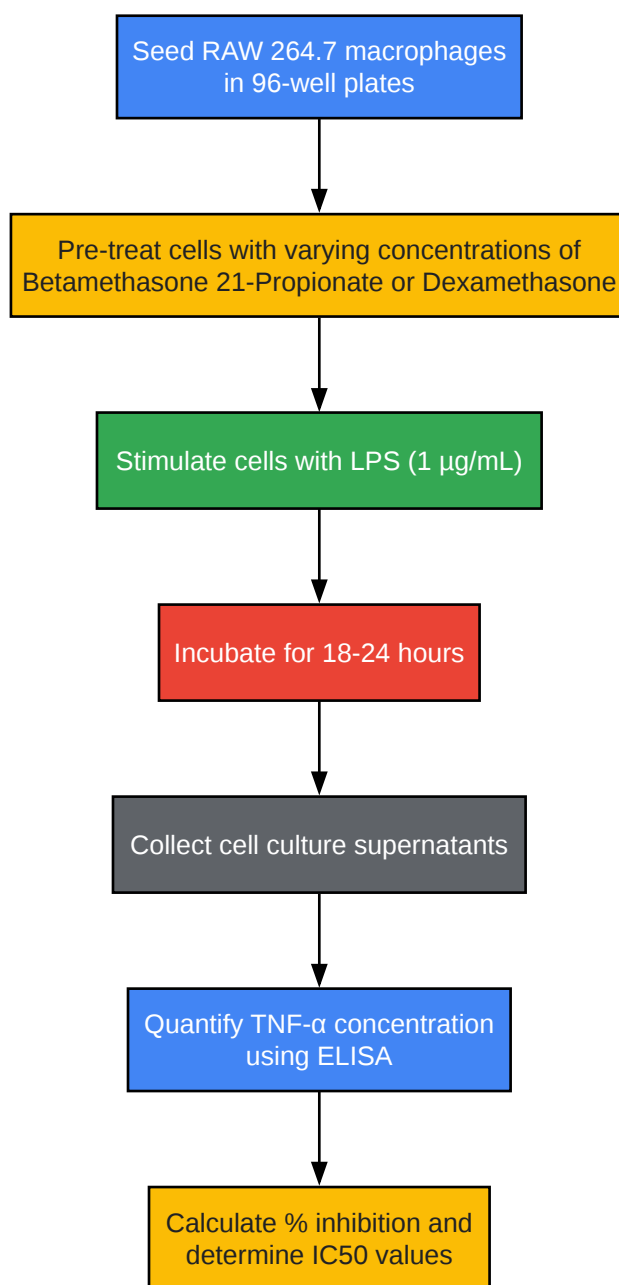 Seed RAW 264.7 macrophages
in 96-well plates
Pre-treat cells with varying concentrations of
Betamethasone 21-Propionate or Dexamethasone
Stimulate cells with LPS (1 µg/mL)
Incubate for 18-24 hours
Collect cell culture supernatants
Quantify TNF-α concentration
using ELISA
Calculate % inhibition and
determine IC50 values